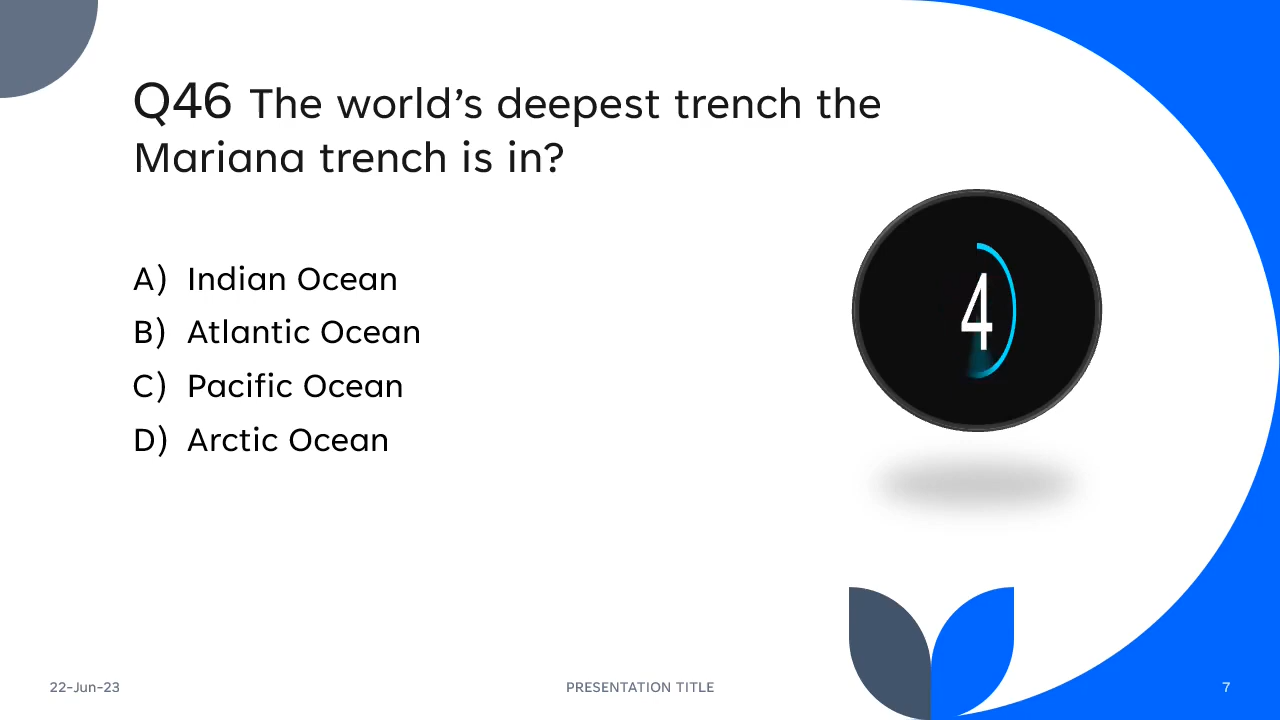 Q46 The world’s deepest trench the
Mariana trench is in?
A) Indian Ocean
B) Atlantic Ocean
C) Pacific Ocean
D) Arctic Ocean
4
22-Jun-23
PRESENTATION TITLE
7